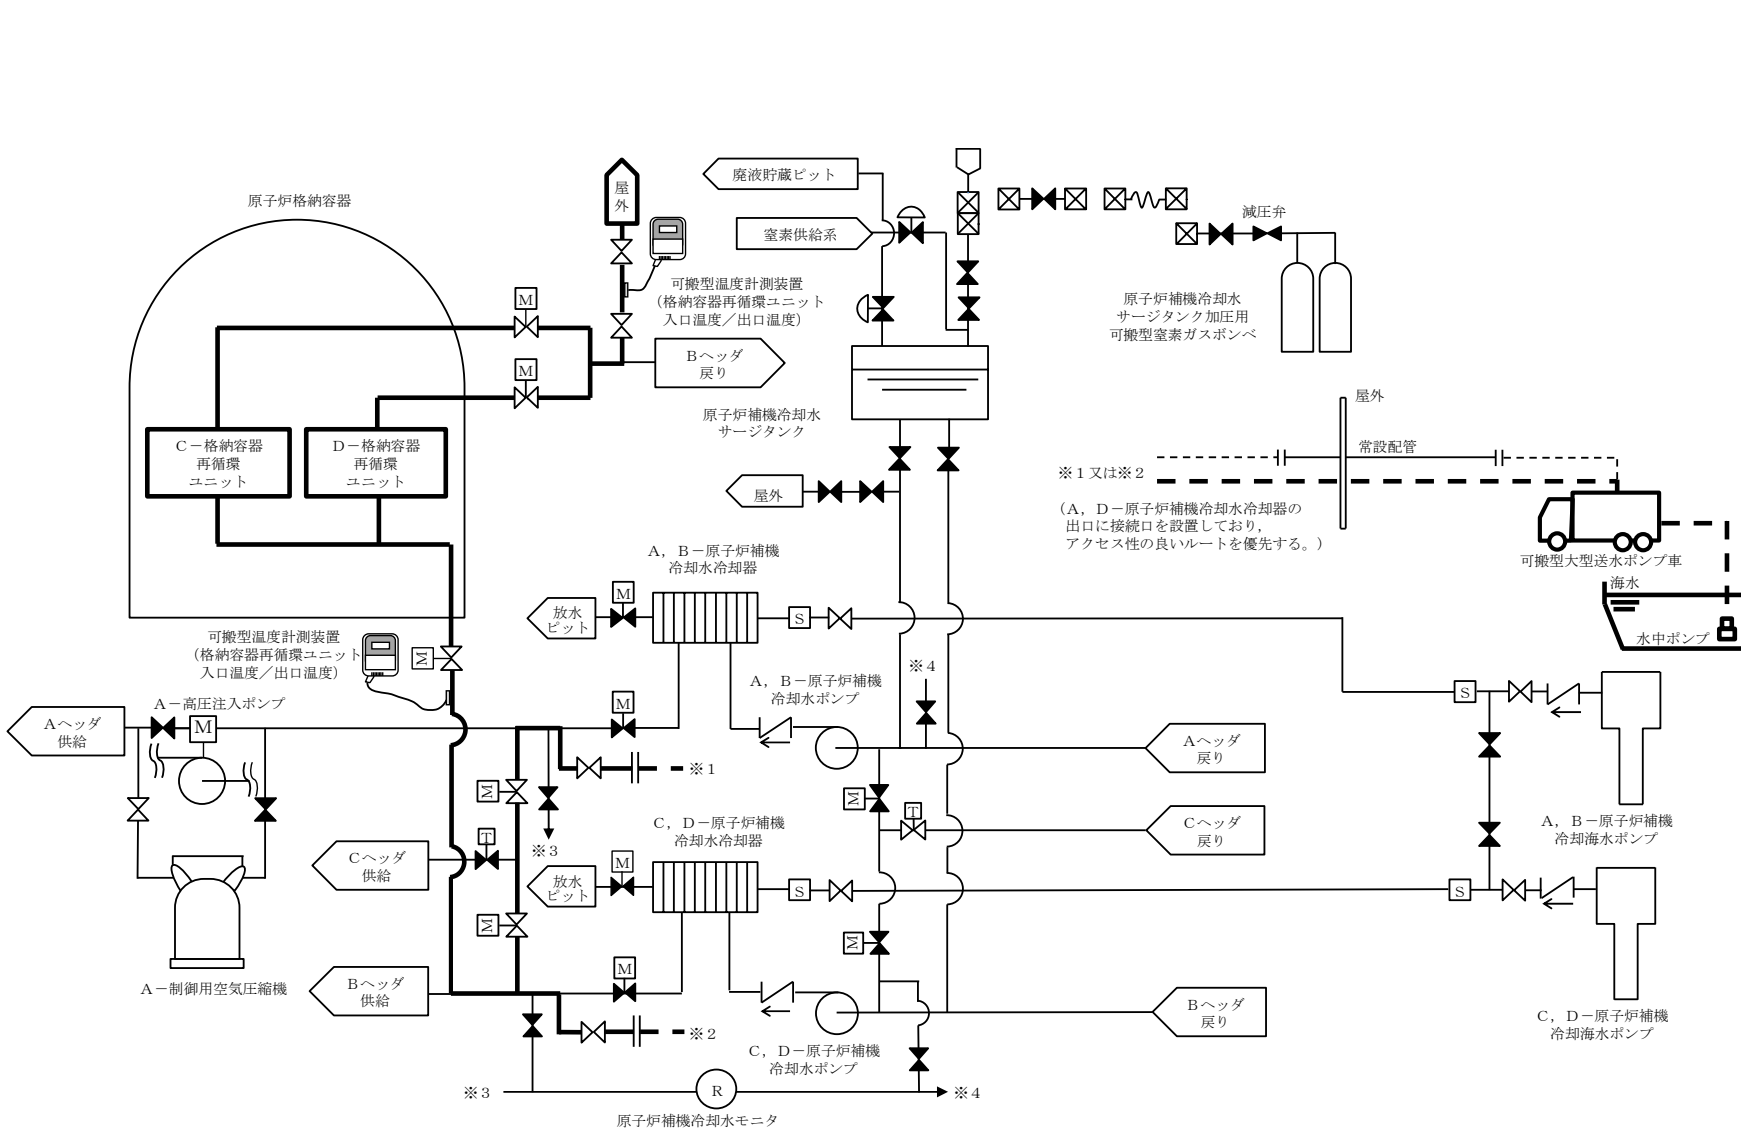 原子炉格納容器
屋
外
廃液貯蔵ピット
窒素供給系
減圧弁
可搬型温度計測装置
（格納容器再循環ユニット
入口温度／出口温度）
M
M
Bヘッダ
戻り
原子炉補機冷却水
サージタンク加圧用
可搬型窒素ガスボンベ
原子炉補機冷却水
サージタンク
C－格納容器
再循環
ユニット
D－格納容器
再循環
ユニット
屋外
屋外
常設配管
※１又は※２
（A，D－原子炉補機冷却水冷却器の
出口に接続口を設置しており，
アクセス性の良いルートを優先する。）
可搬型大型送水ポンプ車
海水
水中ポンプ
A，B－原子炉補機
冷却水冷却器
放水
ピット
M
S
可搬型温度計測装置
（格納容器再循環ユニット
入口温度／出口温度）
M
※４
A，B－原子炉補機
冷却水ポンプ
S
A－高圧注入ポンプ
Aヘッダ
供給
M
M
Aヘッダ
戻り
※１
M
M
T
Cヘッダ
戻り
C，D－原子炉補機
冷却水冷却器
A，B－原子炉補機
冷却海水ポンプ
※３
Cヘッダ
供給
T
放水
ピット
M
S
S
M
M
A－制御用空気圧縮機
Bヘッダ
供給
M
Bヘッダ
戻り
※２
C，D－原子炉補機
冷却水ポンプ
C，D－原子炉補機
冷却海水ポンプ
※３
R
※４
原子炉補機冷却水モニタ